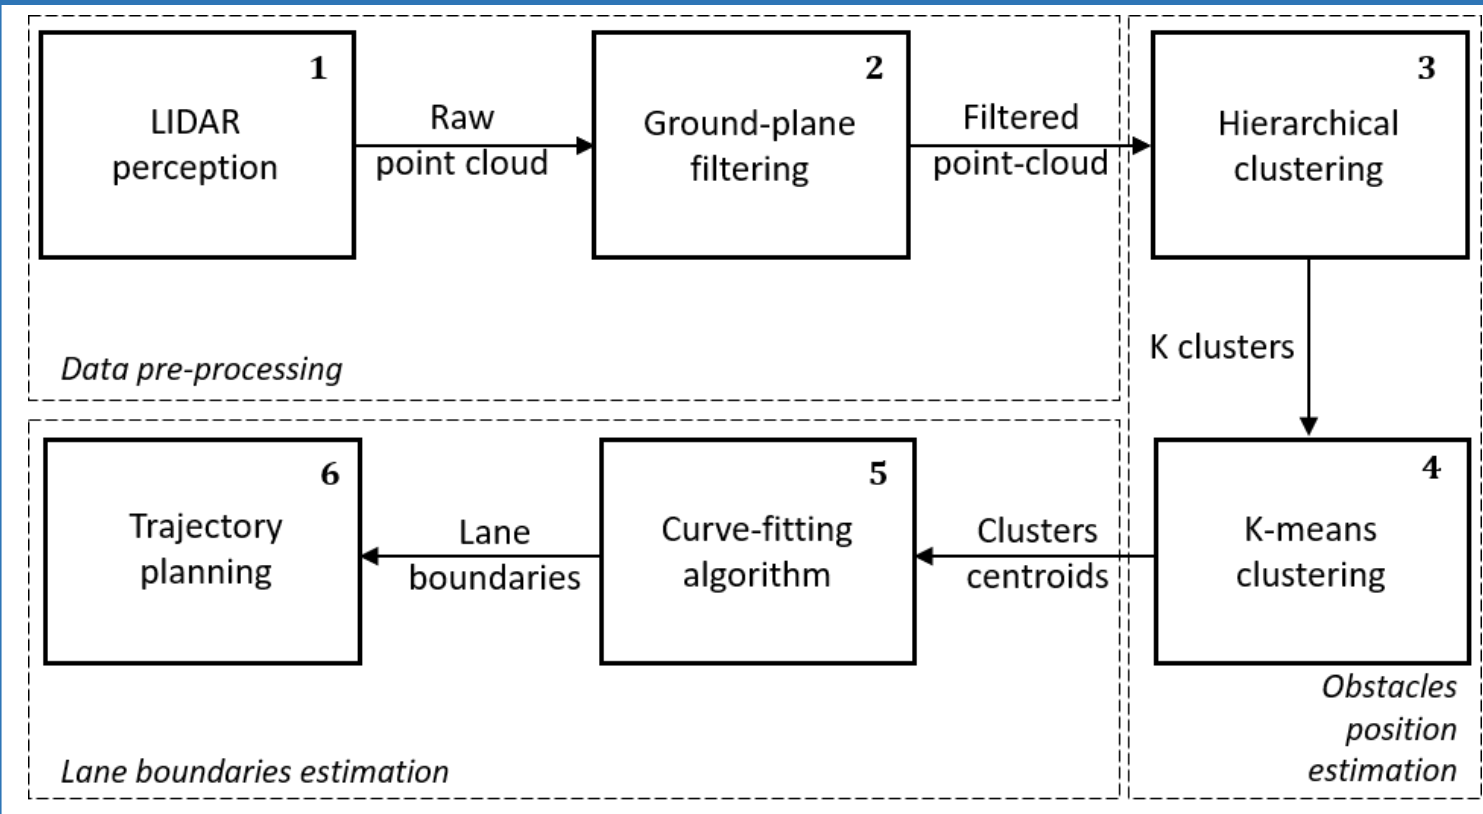 1
LIDAR
perception
Raw
point cloud
2
Ground-plane
filtering
Filtered
point-cloud
3
Hierarchical
clustering
Data pre-processing
K clusters
4
K-means
clustering
Clusters
centroids
5
Curve-fitting
algorithm
Lane
boundaries
6
Trajectory
planning
Obstacles
position
estimation
Lane boundaries estimation